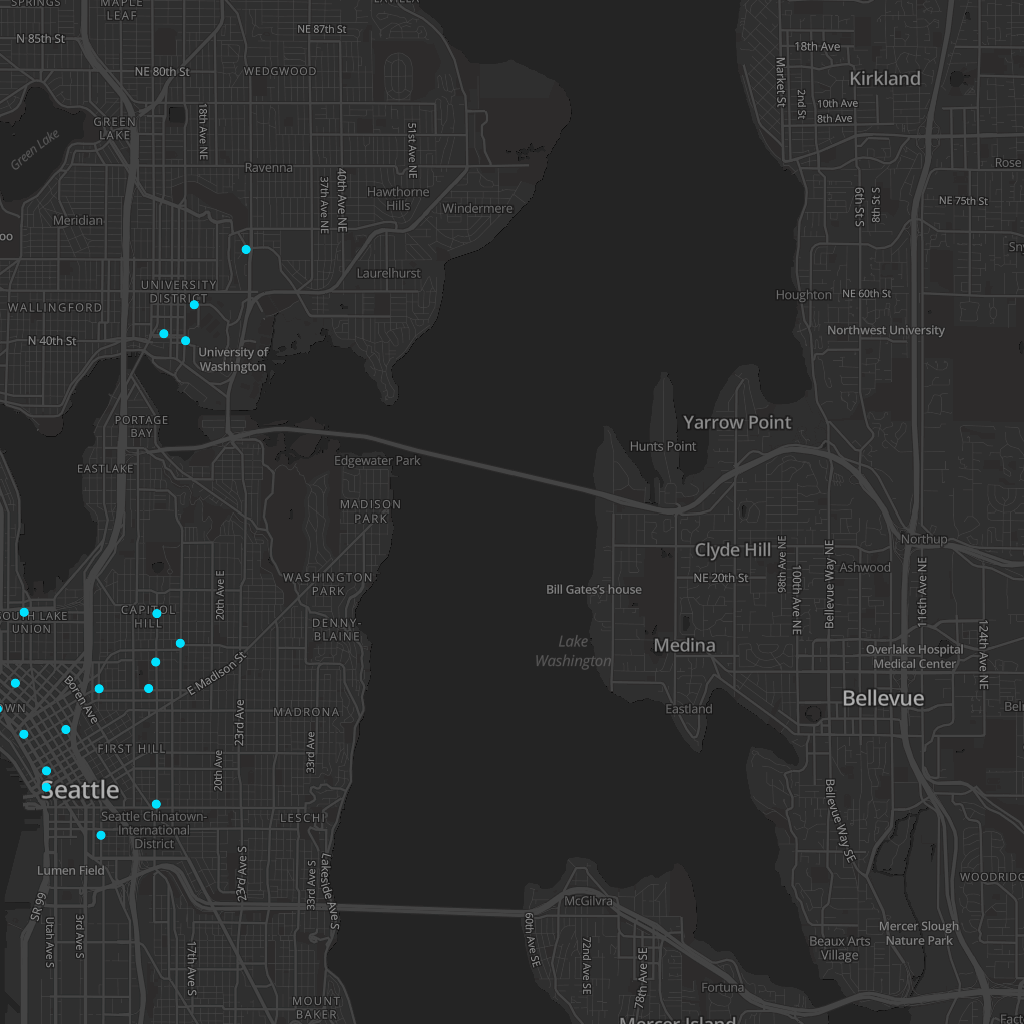 SPRINGS
MAPLE
LEAF
N 85th St
NE 87th St
18th Ave
NE 80th St
WEDGWOOD
Kirkland
Market St
2nd St
10th Ave
8th Ave
GREEN
LAKE
18th Ave NE
51st Ave NE
Green Lake
Ravenna
40th Ave NE
37th Ave NE
Hawthorne
Hills
Windermere
Rose
6th St S
8th St S
NE 75th St
Meridian
oo
Sny
Laurelhurst
UNIVERSITY
DISTRICT
Houghton
NE 60th St
WALLINGFORD
Northwest University
N 40th St
University of
Washington
PORTAGE
BAY
Yarrow Point
Hunts Point
EASTLAKE
Edgewater Park
MADISON
PARK
Northup
Clyde Hill
98th Ave NE
Bellevue Way NE
116th Ave NE
100th Ave NE
Ashwood
NE 20th St
WASHINGTON
PARK
20th Ave E
Bill Gates's house
CAPITOL
HILL
SOUTH LAKE
UNION
DENNY-
BLAINE
124th Ave NE
Lake
Washington
Medina
Overlake Hospital
Medical Center
E Madison St
Boren Ave
Bellevue
OWN
23rd Ave
MADRONA
Eastland
Bel
FIRST HILL
33rd Ave
20th Ave
Seattle
Bellevue Way SE
Seattle Chinatown-
International
District
LESCHI
Lumen Field
23rd Ave S
33rd Ave S
Lakeside Ave S
WOODRIDG
SR 99
McGilvra
Utah Ave S
3rd Ave S
60th Ave SE
Mercer Slough
Nature Park
17th Ave S
72nd Ave SE
78th Ave SE
Beaux Arts
Village
Fortuna
MOUNT
BAKER
Mercer Island
Fact